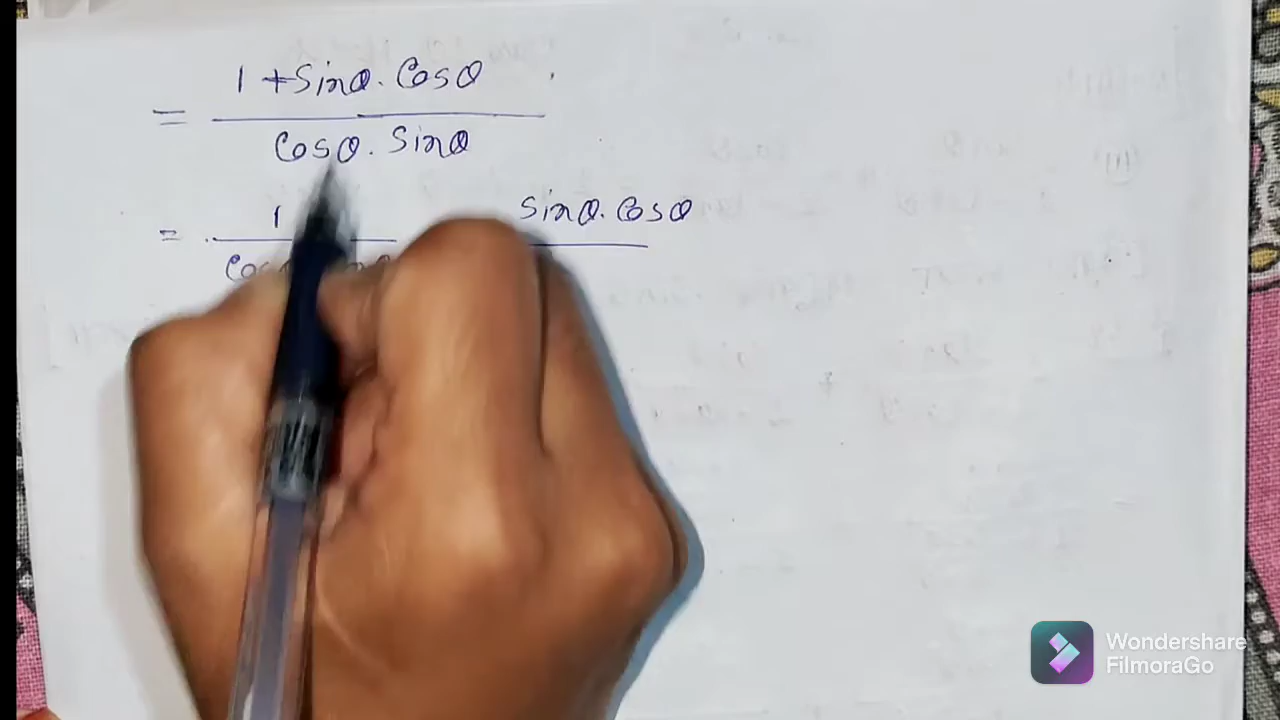 1 + Sinθ. Cosθ
=
Cosθ. Sinθ
1 Sinθ. Cosθ
=
Wondershare
FilmoraGo